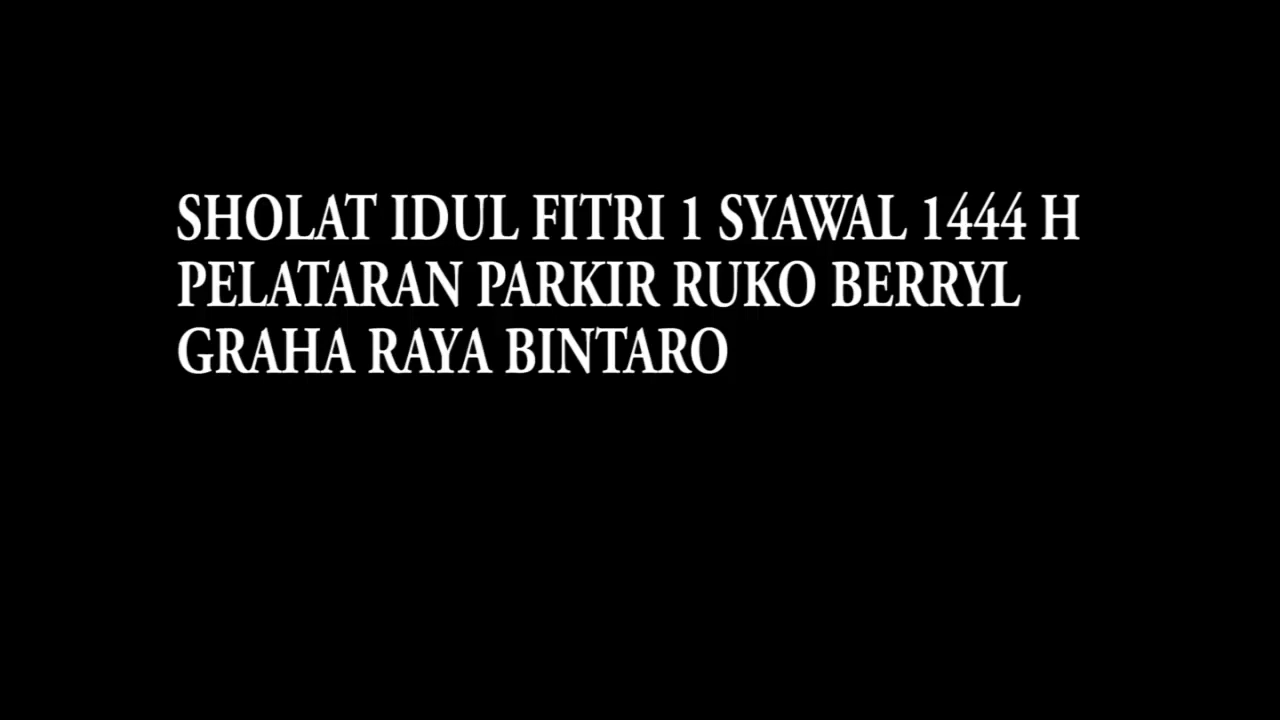 SHOLAT IDUL FITRI 1 SYAWAL 1444 H
PELATARAN PARKIR RUKO BERRYL
GRAHA RAYA BINTARO